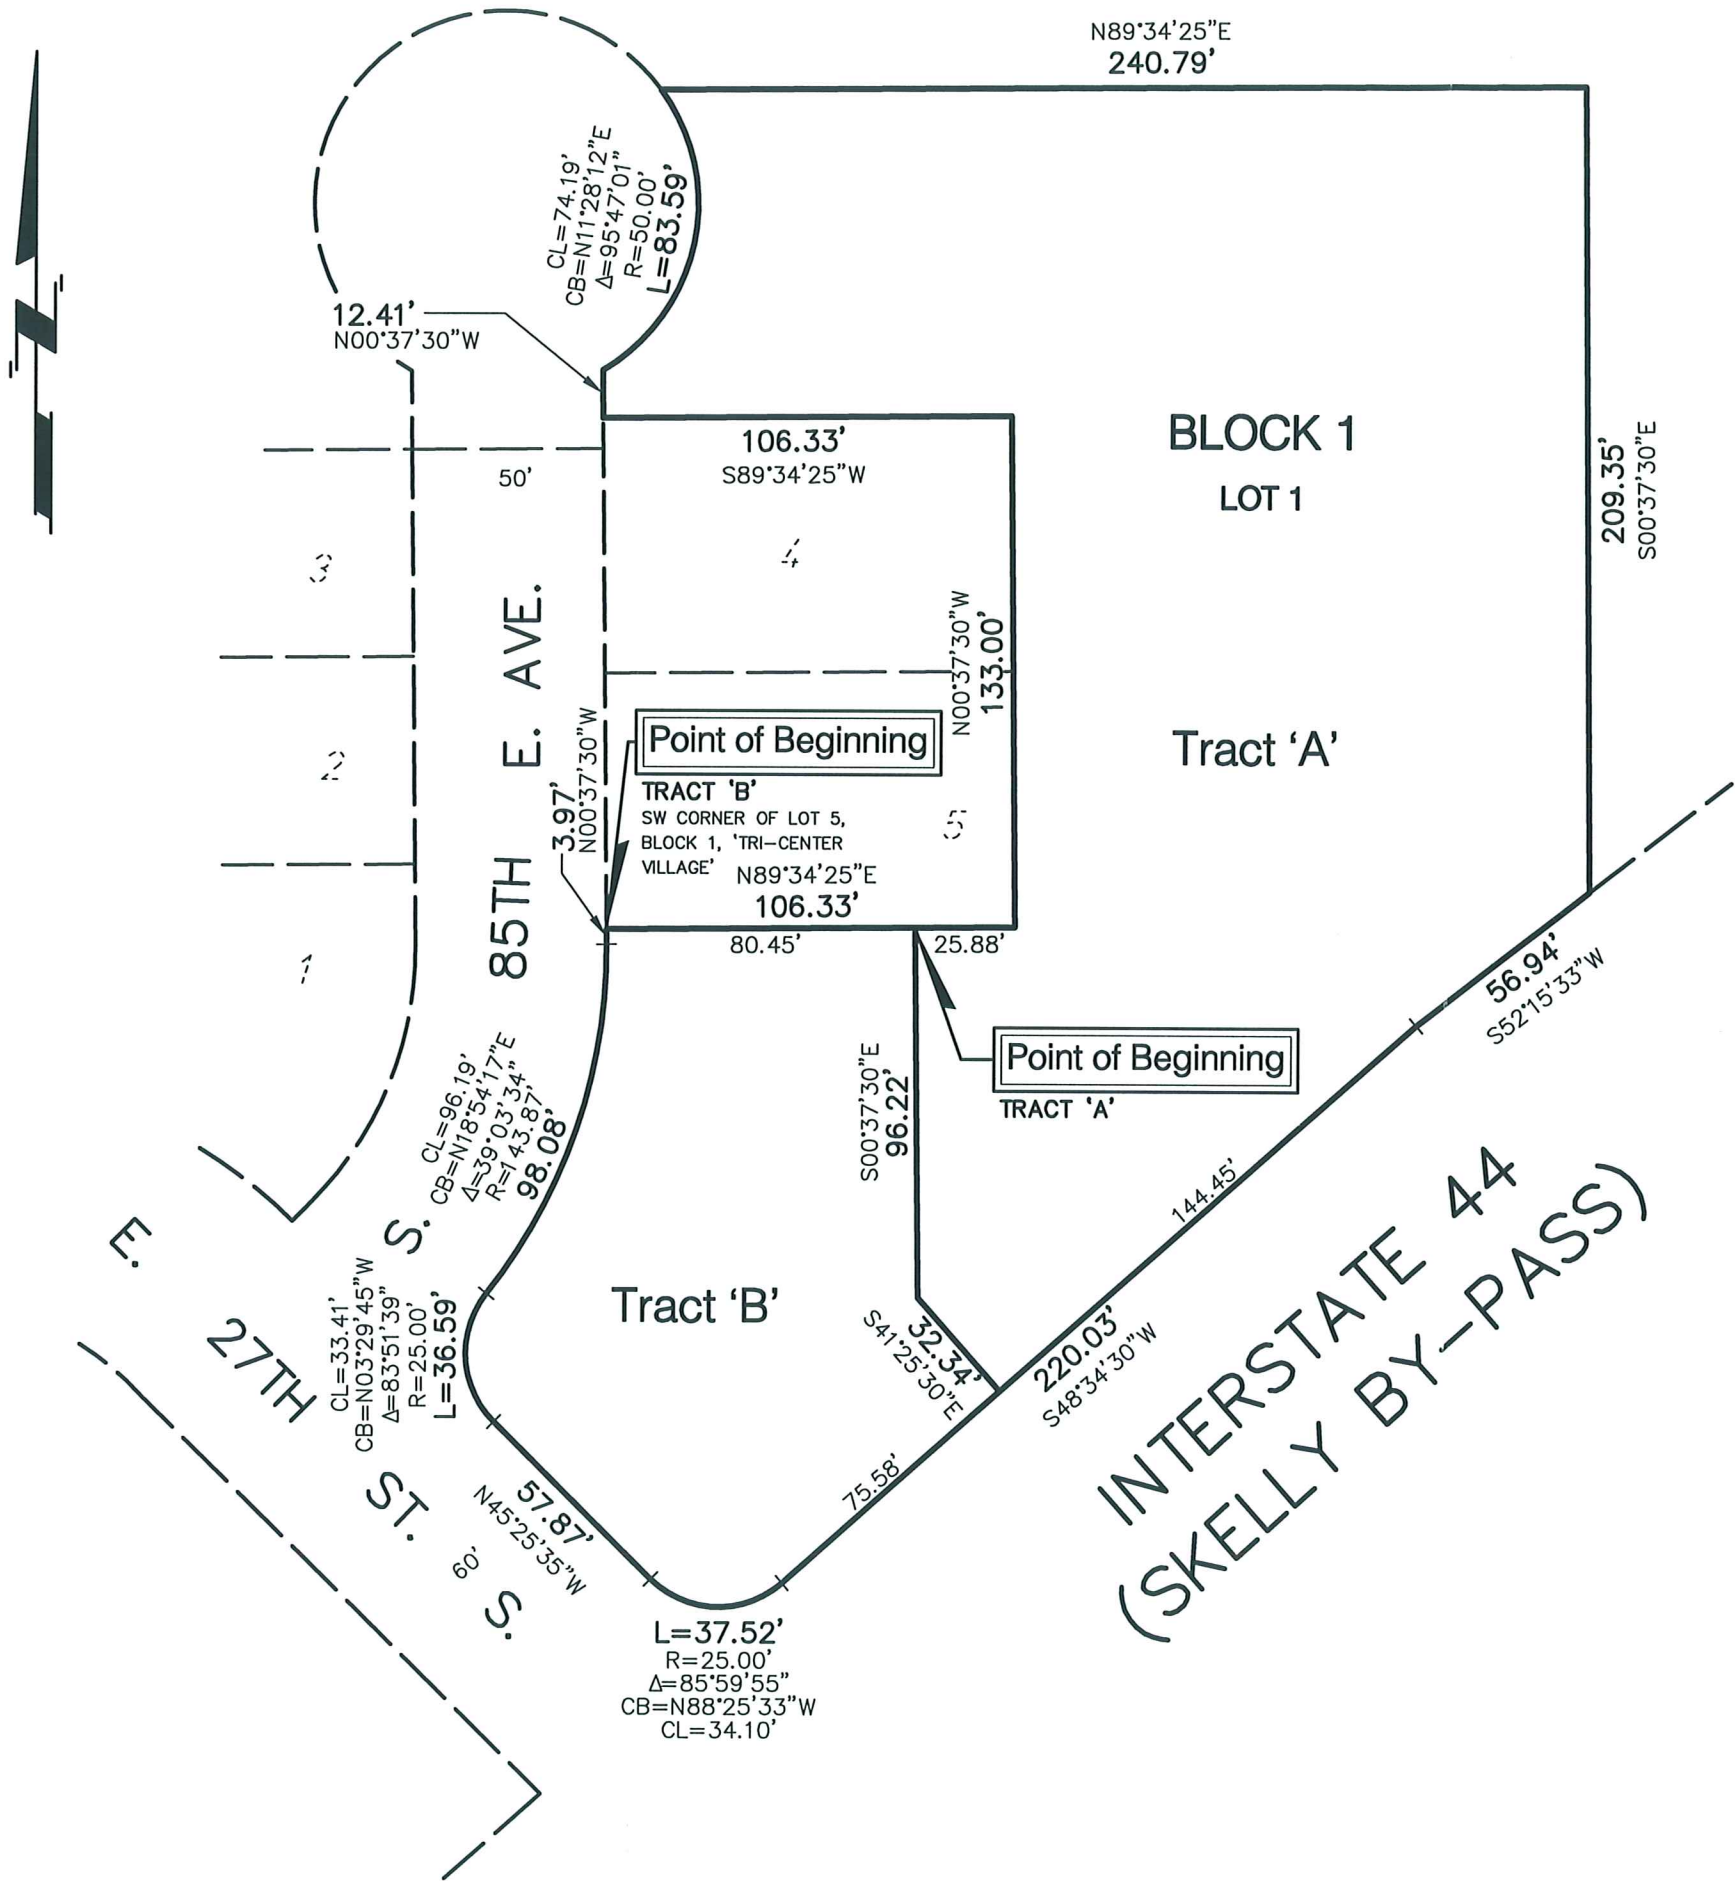 N89°34'25"E
240.79'
CL=74.19'
CB=N11°28'12"E
Δ=95°47'01"
R=50.00'
L=83.59'
12.41'
N00°37'30"W
106.33'
S89°34'25"W
50'
BLOCK 1
LOT 1
209.35'
S00°37'30"E
3
4
N00°37'30"W
133.00'
85TH E. AVE.
2
3.97'
N00°37'30"W
Point of Beginning
TRACT 'B'
SW CORNER OF LOT 5,
BLOCK 1, 'TRI-CENTER
VILLAGE'
N89°34'25"E
106.33'
5
Tract 'A'
80.45'
25.88'
1
56.94'
S52°15'33"W
Point of Beginning
TRACT 'A'
CL=96.19'
CB=N18°54'17"E
Δ=39°03'34"
R=143.87'
98.08'
S00°37'30"E
96.22'
144.45'
S.
E. 27TH ST. S.
60'
CL=33.41'
CB=N03°29'45"W
Δ=83°51'39"
R=25.00'
L=36.59'
Tract 'B'
32.34'
S41°25'30"E
220.03'
S48°34'30"W
INTERSTATE 44
(SKELLY BY-PASS)
75.58'
57.87'
N45°25'35"W
L=37.52'
R=25.00'
Δ=85°59'55"
CB=N88°25'33"W
CL=34.10'